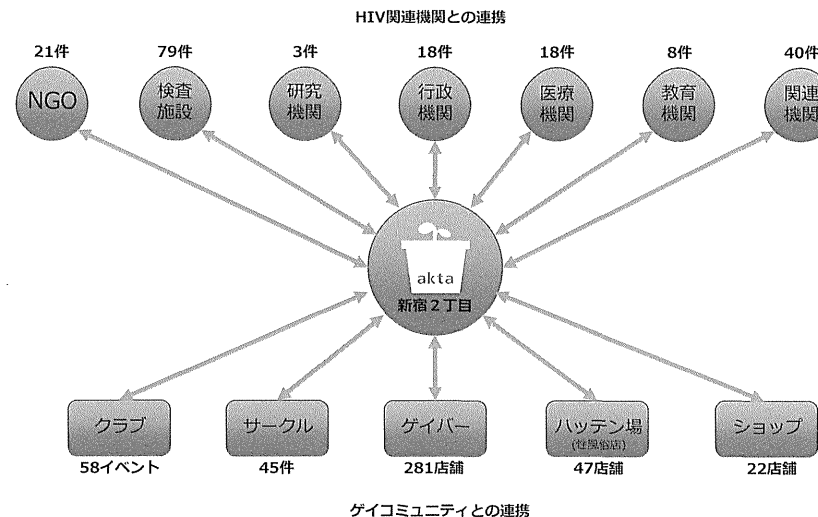 HIV関連機関との連携
21件
79件
3件
18件
18件
8件
40件
NGO
検査
施設
研究
機関
行政
機関
医療
機関
教育
機関
関連
機関
akta
新宿２丁目
クラブ
サークル
ゲイバー
ハッテン場
(性風俗店)
ショップ
58イベント
45件
281店舗
47店舗
22店舗
ゲイコミュニティとの連携